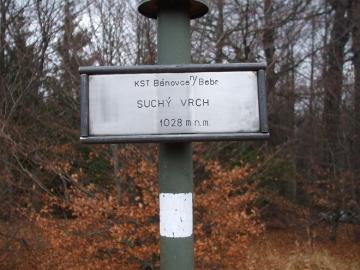 KST Bánovce n/ Bebr.
SUCHÝ VRCH
1028 m n.m.